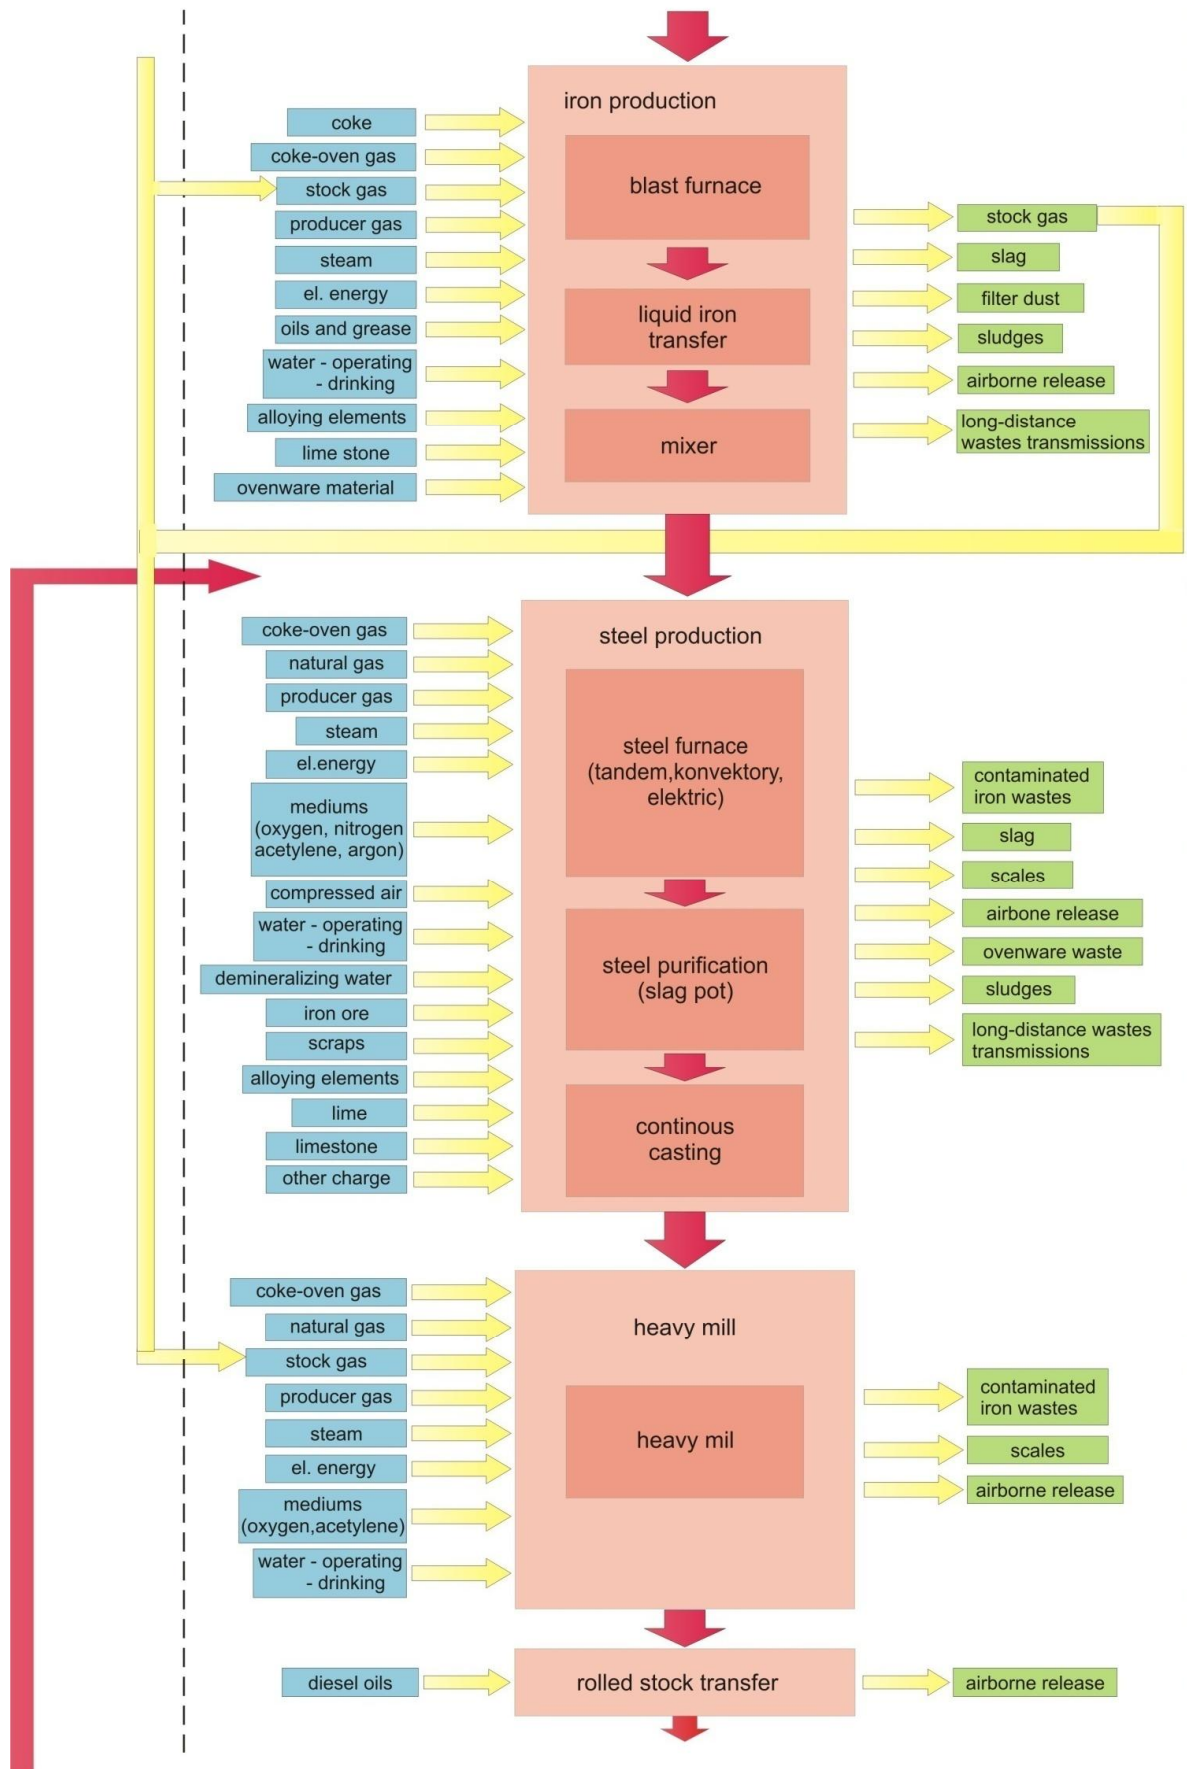 iron production
coke
coke-oven gas
stock gas
producer gas
steam
el. energy
oils and grease
water - operating
- drinking
alloying elements
lime stone
ovenware material
blast furnace
liquid iron
transfer
mixer
stock gas
slag
filter dust
sludges
airborne release
long-distance
wastes transmissions
steel production
coke-oven gas
natural gas
producer gas
steam
el.energy
mediums
(oxygen, nitrogen
acetylene, argon)
compressed air
water - operating
- drinking
demineralizing water
iron ore
scraps
alloying elements
lime
limestone
other charge
steel furnace
(tandem,konvektory,
elektric)
steel purification
(slag pot)
continous
casting
contaminated
iron wastes
slag
scales
airbone release
ovenware waste
sludges
long-distance wastes
transmissions
heavy mill
coke-oven gas
natural gas
stock gas
producer gas
steam
el. energy
mediums
(oxygen,acetylene)
water - operating
- drinking
heavy mil
contaminated
iron wastes
scales
airborne release
diesel oils
rolled stock transfer
airborne release